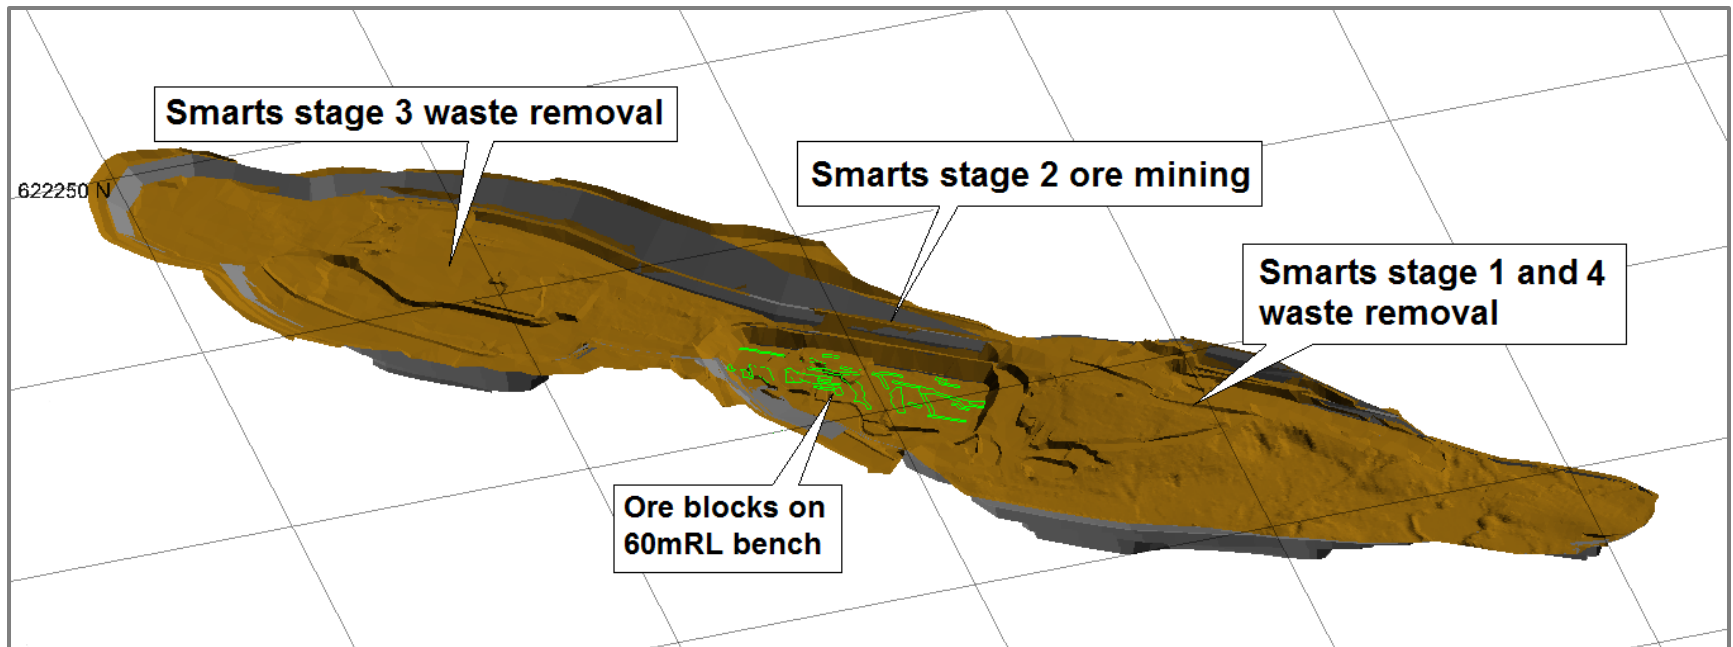 Smarts stage 3 waste removal
Smarts stage 2 ore mining
622250 N
Smarts stage 1 and 4
waste removal
Ore blocks on
60mRL bench